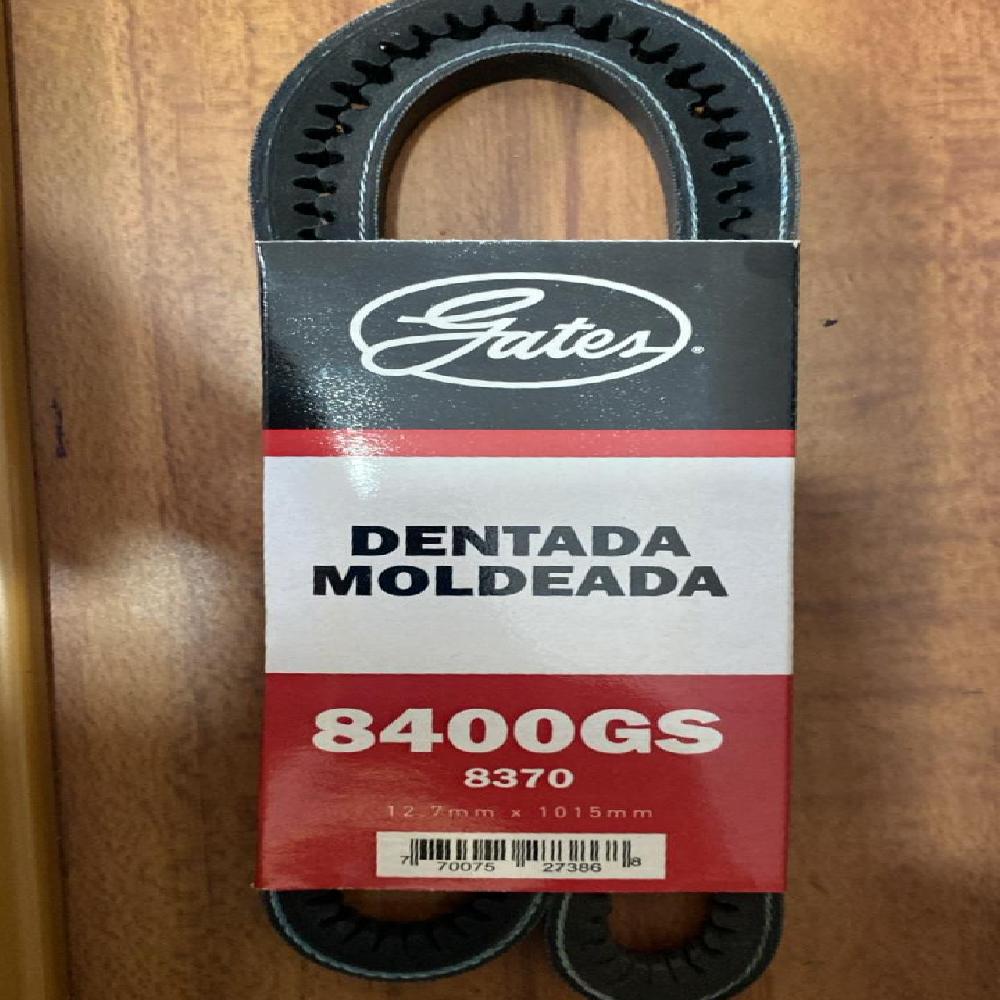 Gates®
DENTADA
MOLDEADA
8400GS
8370
12.7mm x 1015mm
7 70075 27386 8